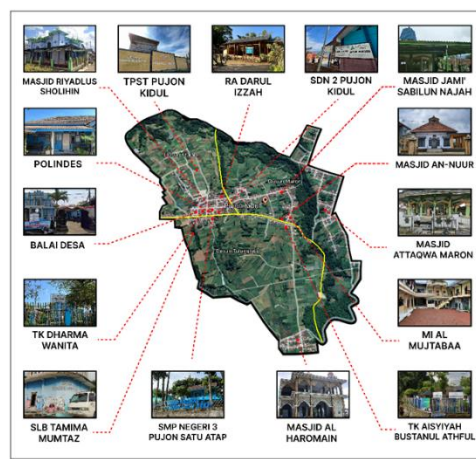 MASJID RIYADLUS
SHOLIHIN
TPST PUJON
KIDUL
RA DARUL
IZZAH
SDN 2 PUJON
KIDUL
MASJID JAMI'
SABILUN NAJAH
POLINDES
MASJID AN-NUUR
BALAI DESA
MASJID
ATTAQWA MARON
TK DHARMA
WANITA
MI AL
MUJTABAA
SLB TAMIMA
MUMTAZ
SMP NEGERI 3
PUJON SATU ATAP
MASJID AL
HAROMAIN
TK AISYIYAH
BUSTANUL ATHFUL